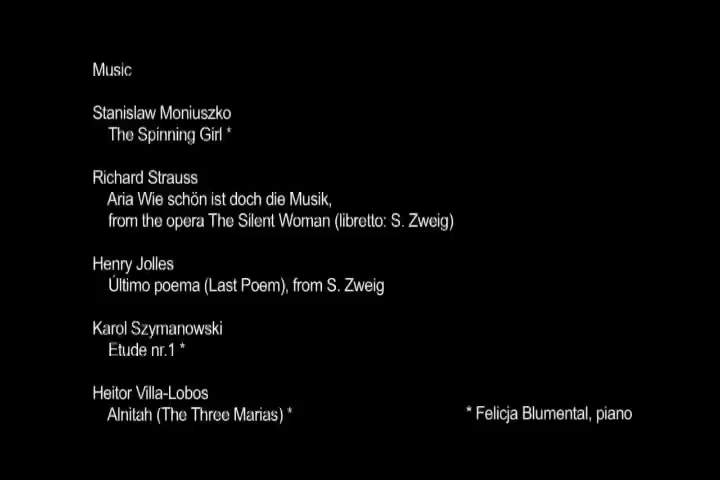 Music
Stanislaw Moniuszko
The Spinning Girl *
Richard Strauss
Aria Wie schön ist doch die Musik,
from the opera The Silent Woman (libretto: S. Zweig)
Henry Jolles
Último poema (Last Poem), from S. Zweig
Karol Szymanowski
Etude nr.1 *
Heitor Villa-Lobos
Alnitah (The Three Marias) *
* Felicja Blumental, piano